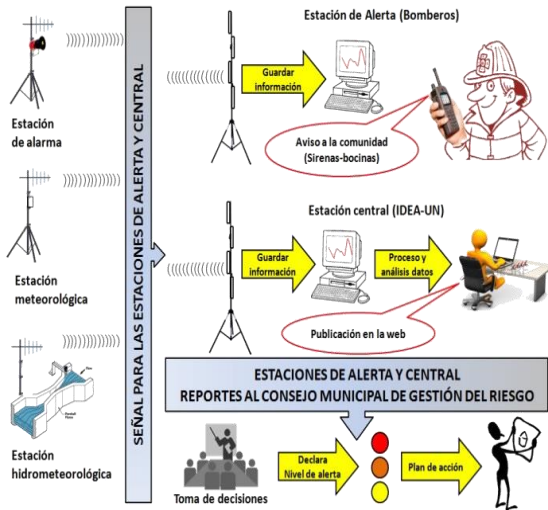 Estación
de alarma
Estación
meteorológica
Estación
hidrometeorológica
SEÑAL PARA LAS ESTACIONES DE ALERTA Y CENTRAL
Estación de Alerta (Bomberos)
Guardar
información
Aviso a la comunidad
(Sirenas-bocinas)
Estación central (IDEA-UN)
Guardar
información
Proceso y
análisis datos
Publicación en la web
ESTACIONES DE ALERTA Y CENTRAL
REPORTES AL CONSEJO MUNICIPAL DE GESTIÓN DEL RIESGO
Toma de decisiones
Declara
Nivel de alerta
Plan de acción